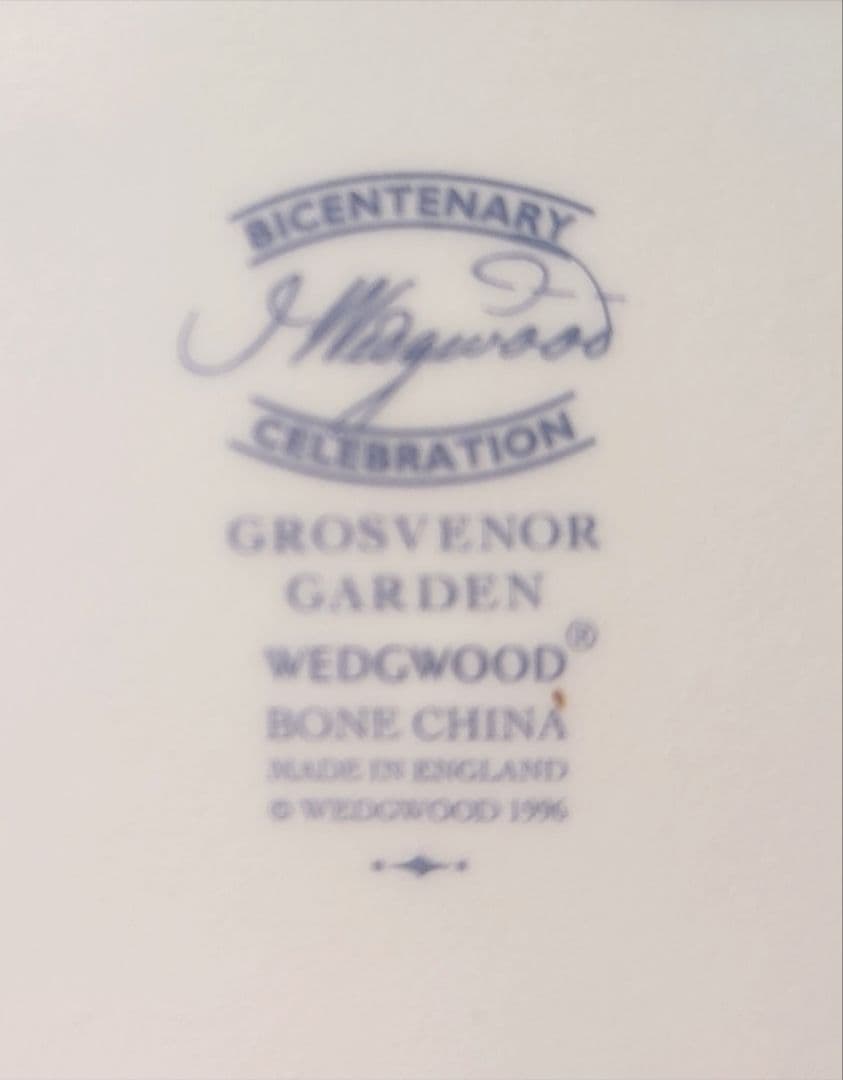 BICENTENARY
J Wedgwood
CELEBRATION
GROSVENOR
GARDEN
WEDGWOOD®
BONE CHINA
MADE IN ENGLAND
© WEDGWOOD 1996